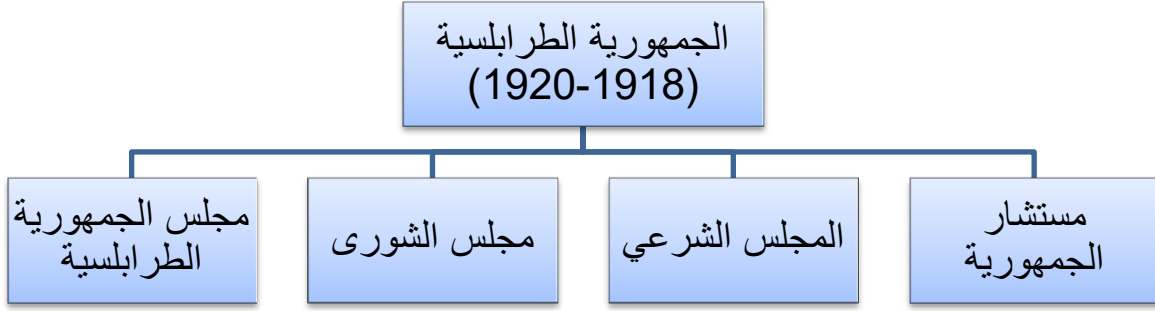 الجمهورية الطرابلسية
(1918-1920)
مستشار
الجمهورية
المجلس الشرعي
مجلس الشورى
مجلس الجمهورية
الطرابلسية